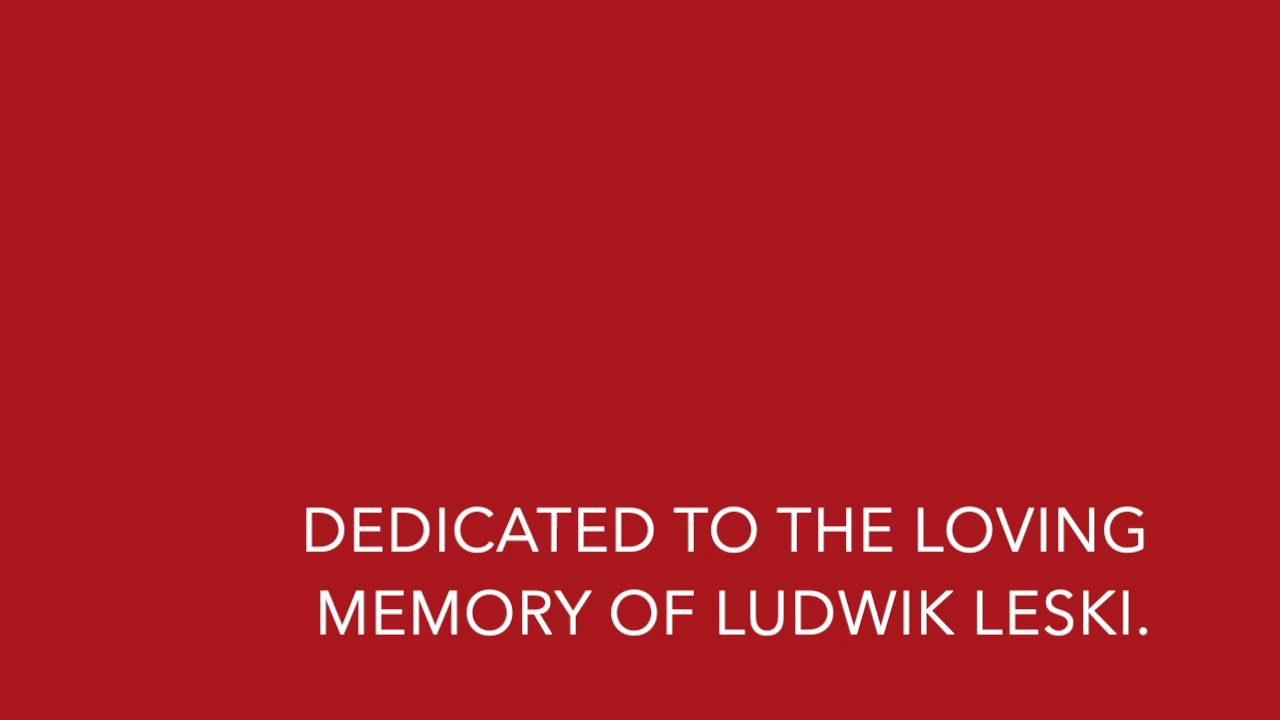 DEDICATED TO THE LOVING
MEMORY OF LUDWIK LESKI.